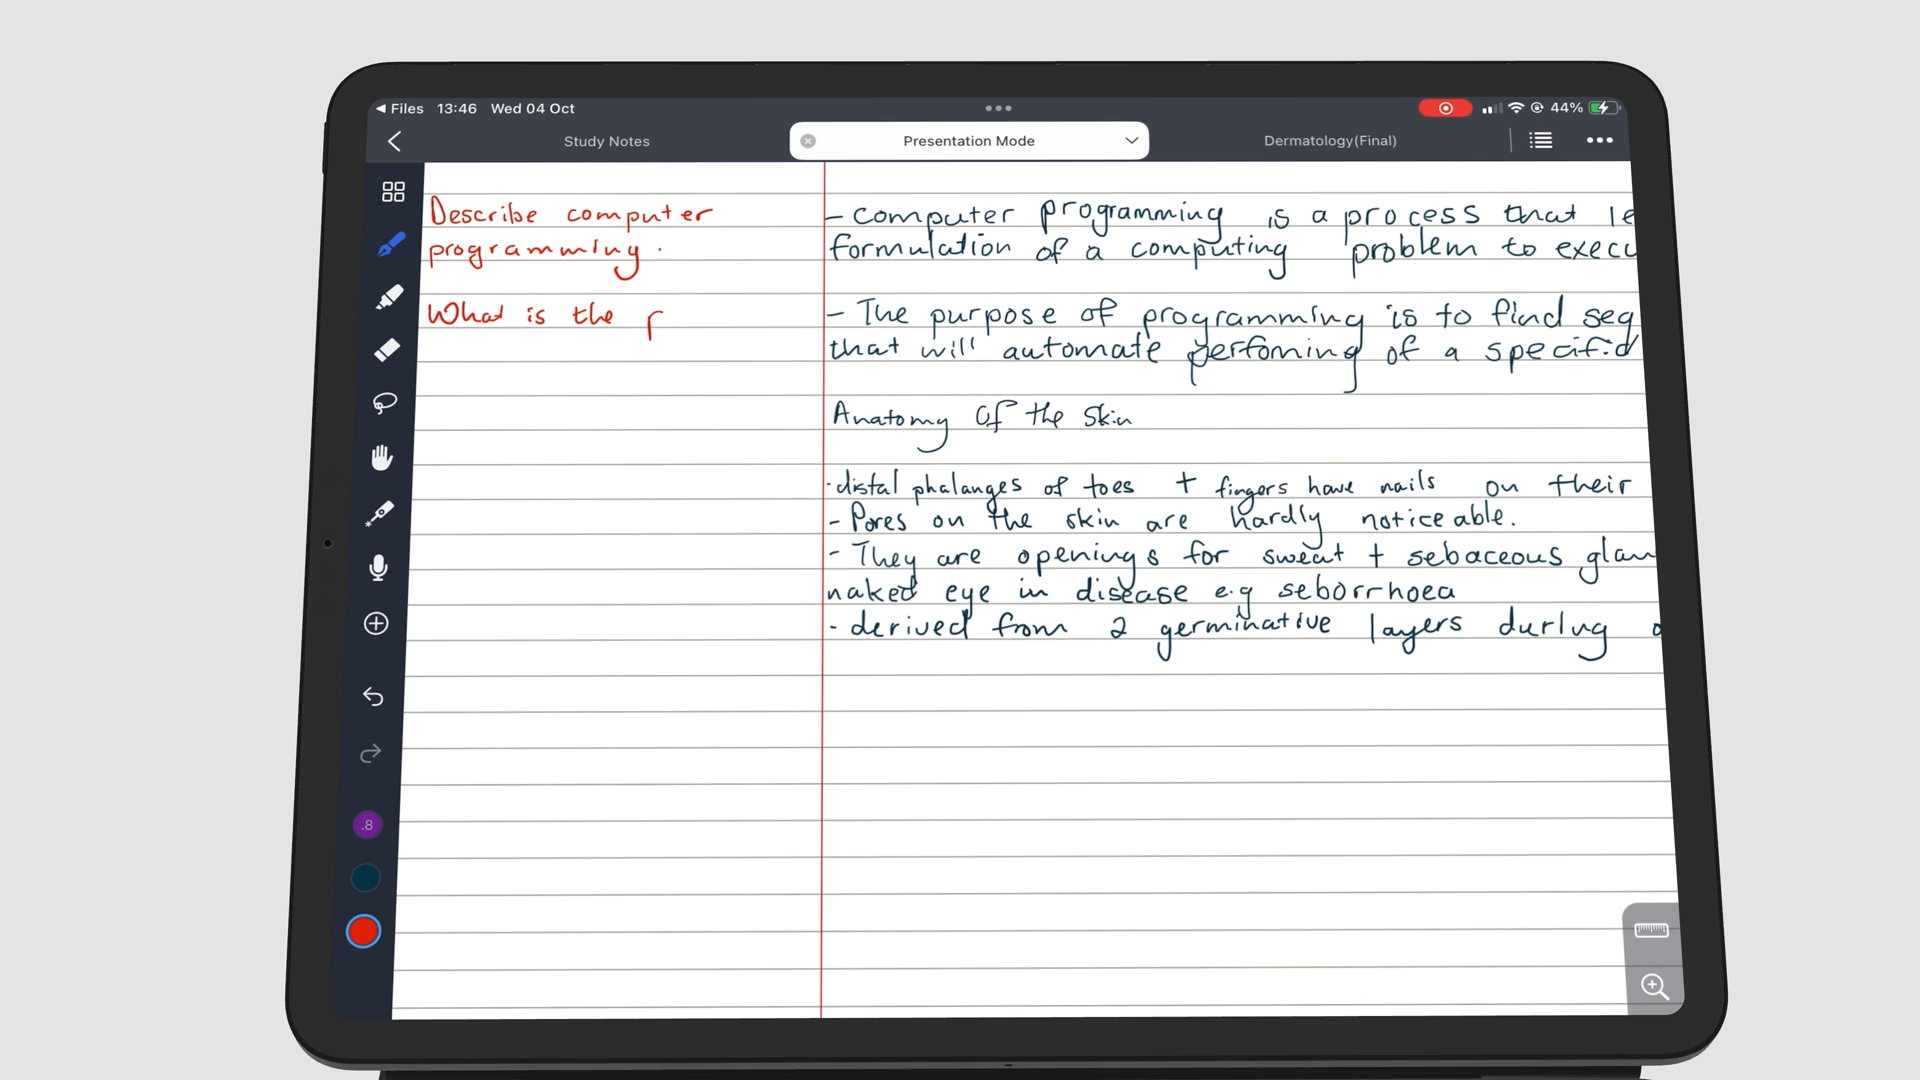 Files 13:46 Wed 04 Oct 44%
Study Notes Presentation Mode Dermatology(Final)
Describe computer
programming.
What is the
- Computer programming is a process that le
formulation of a computing problem to execu
- The purpose of programming is to find seq
that will automate perfoming of a specific
Anatomy of the Skin
- distal phalanges of toes + fingers have nails on their
- Pores on the skin are hardly noticeable.
- They are openings for sweat + sebaceous glan
naked eye in disease e.g seborrhoea
- derived from 2 germinative layers during
.8